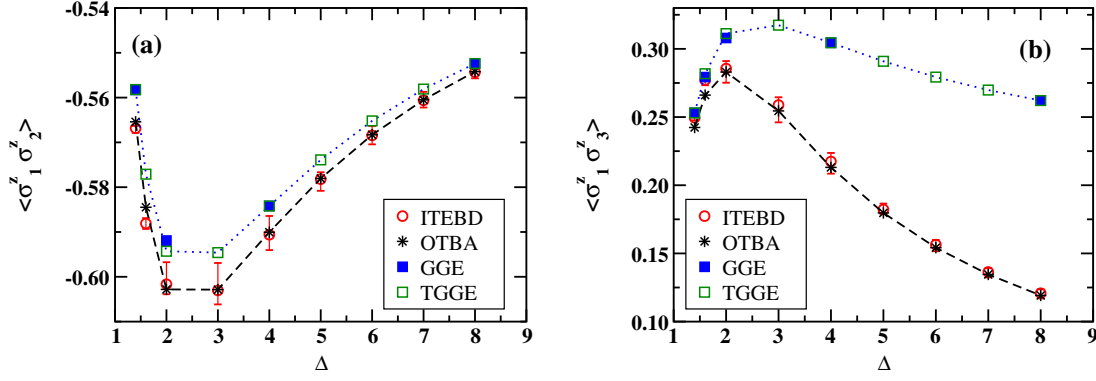 (a)
<σ^z_1 σ^z_2>
-0.54
-0.56
-0.58
-0.60
1 2 3 4 5 6 7 8 9
Δ
ITEBD
OTBA
GGE
TGGE
(b)
<σ^z_1 σ^z_3>
0.30
0.25
0.20
0.15
0.10
1 2 3 4 5 6 7 8 9
Δ
ITEBD
OTBA
GGE
TGGE